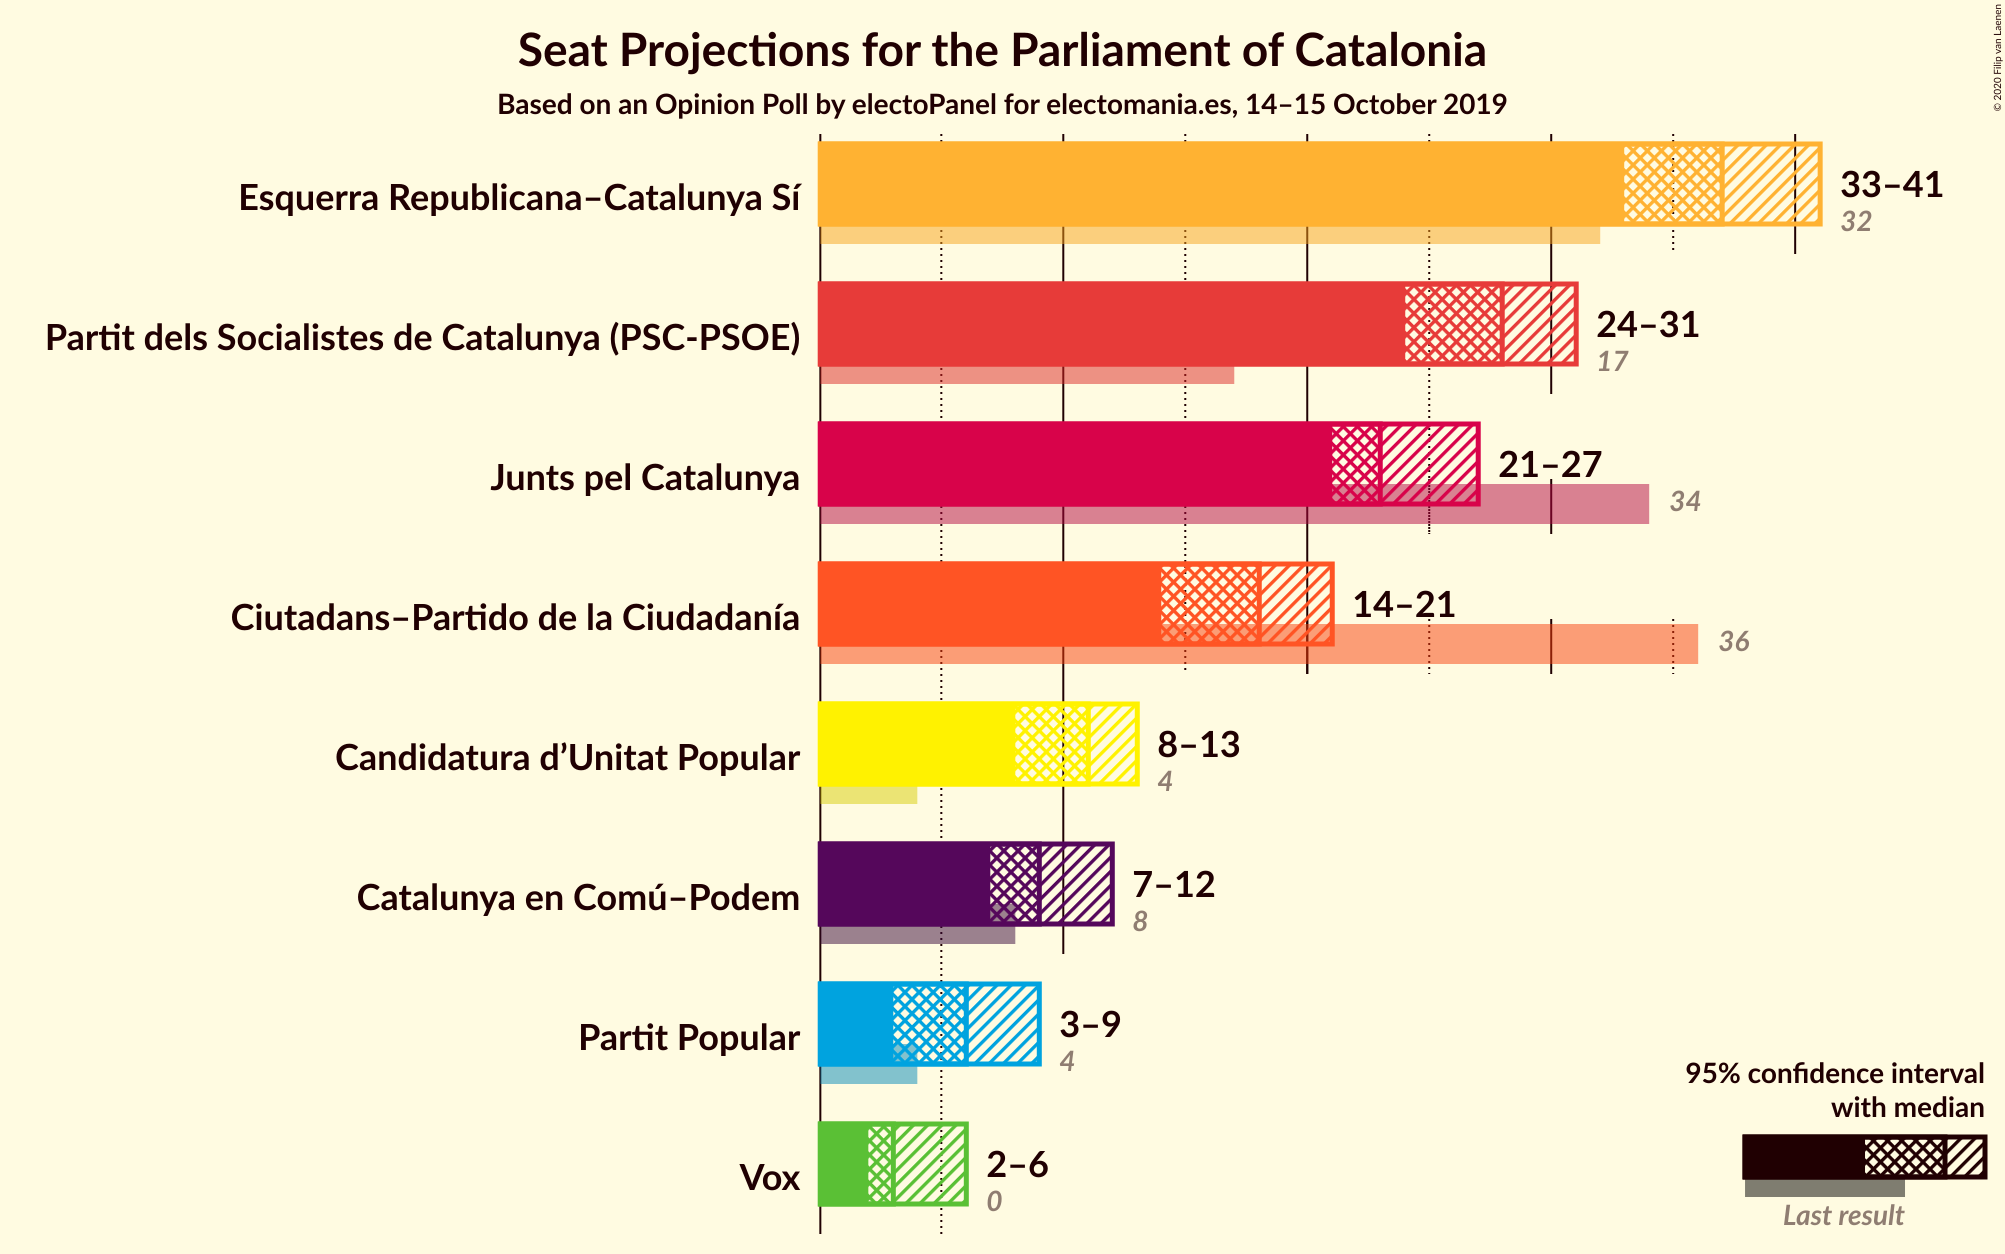 Seat Projections for the Parliament of Catalonia
Based on an Opinion Poll by electoPanel for electomania.es, 14–15 October 2019
© 2020 Filip van Laenen
Esquerra Republicana–Catalunya Sí
33–41
32
Partit dels Socialistes de Catalunya (PSC-PSOE)
24–31
17
Junts pel Catalunya
21–27
34
Ciutadans–Partido de la Ciudadanía
14–21
36
Candidatura d’Unitat Popular
8–13
4
Catalunya en Comú–Podem
7–12
8
Partit Popular
3–9
4
Vox
2–6
0
95% confidence interval
with median
Last result